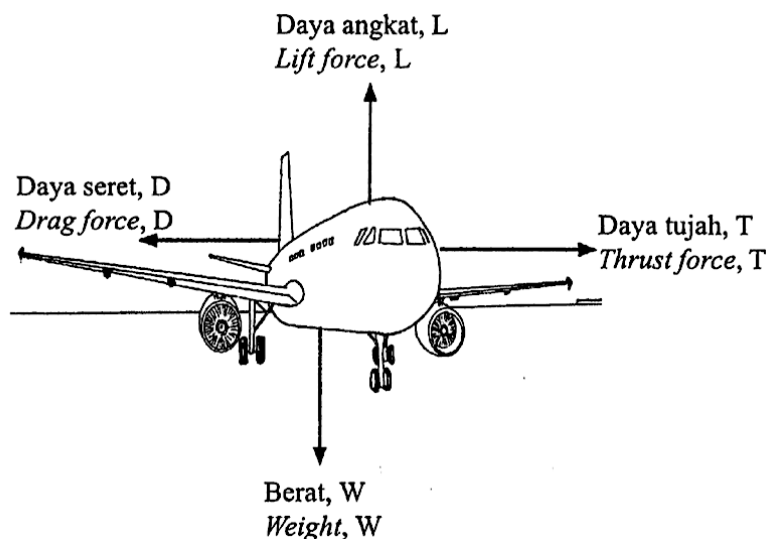 Daya angkat, L
Lift force, L
Daya seret, D
Drag force, D
Daya tujah, T
Thrust force, T
Berat, W
Weight, W